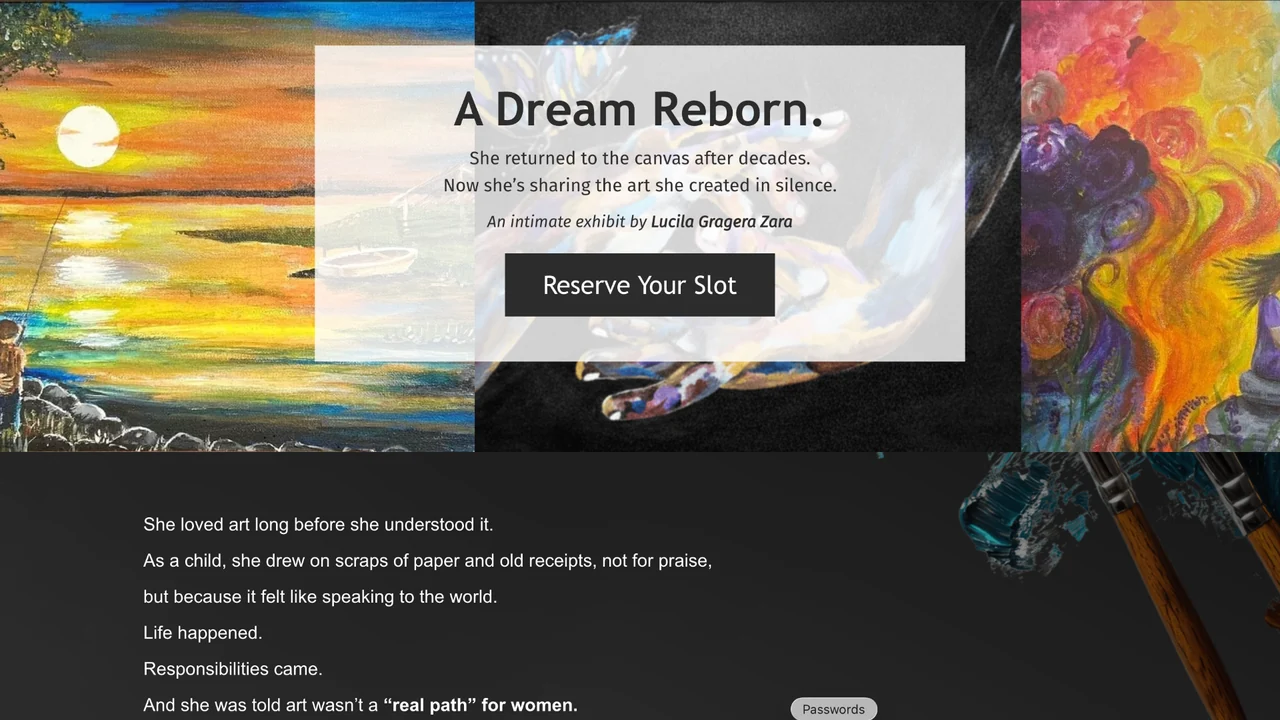 A Dream Reborn.
She returned to the canvas after decades.
Now she’s sharing the art she created in silence.
An intimate exhibit by Lucila Gragera Zara
Reserve Your Slot
She loved art long before she understood it.
As a child, she drew on scraps of paper and old receipts, not for praise,
but because it felt like speaking to the world.
Life happened.
Responsibilities came.
And she was told art wasn’t a “real path” for women.
Passwords